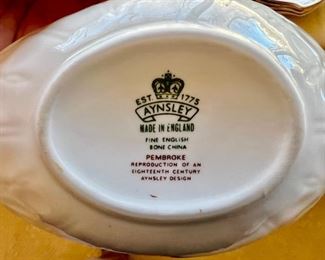 EST 1775
AYNSLEY
MADE IN ENGLAND
FINE ENGLISH
BONE CHINA
PEMBROKE
REPRODUCTION OF AN
EIGHTEENTH CENTURY
AYNSLEY DESIGN